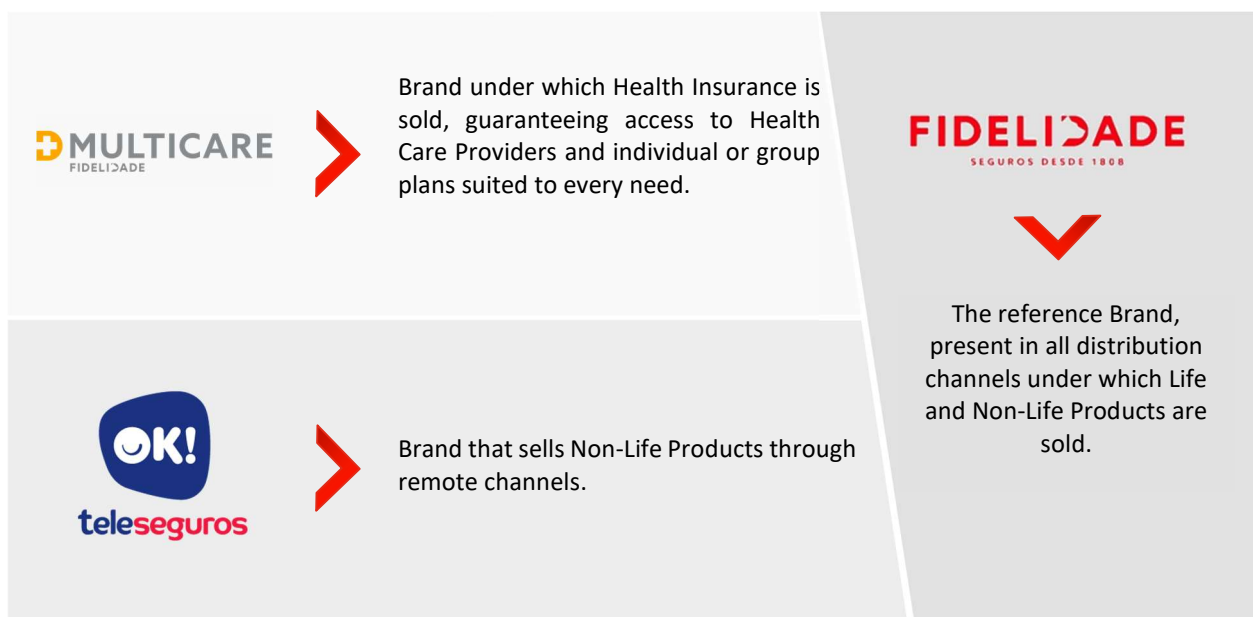 MULTICARE
FIDELIDADE
Brand under which Health Insurance is
sold, guaranteeing access to Health
Care Providers and individual or group
plans suited to every need.
OK!
teleseguros
Brand that sells Non-Life Products through
remote channels.
FIDELIDADE
SEGUROS DESDE 1808
The reference Brand,
present in all distribution
channels under which Life
and Non-Life Products are
sold.